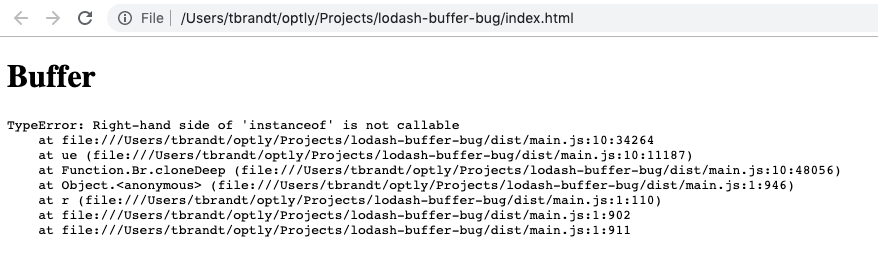 File | /Users/tbrandt/optly/Projects/lodash-buffer-bug/index.html
Buffer
TypeError: Right-hand side of 'instanceof' is not callable
    at file:///Users/tbrandt/optly/Projects/lodash-buffer-bug/dist/main.js:10:34264
    at ue (file:///Users/tbrandt/optly/Projects/lodash-buffer-bug/dist/main.js:10:11187)
    at Function.Br.cloneDeep (file:///Users/tbrandt/optly/Projects/lodash-buffer-bug/dist/main.js:10:48056)
    at Object.<anonymous> (file:///Users/tbrandt/optly/Projects/lodash-buffer-bug/dist/main.js:1:946)
    at r (file:///Users/tbrandt/optly/Projects/lodash-buffer-bug/dist/main.js:1:110)
    at file:///Users/tbrandt/optly/Projects/lodash-buffer-bug/dist/main.js:1:902
    at file:///Users/tbrandt/optly/Projects/lodash-buffer-bug/dist/main.js:1:911